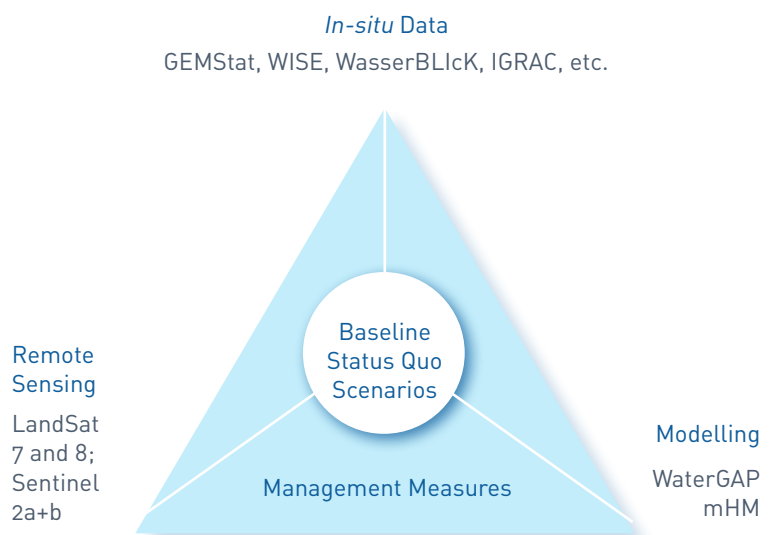 In-situ Data
GEMStat, WISE, WasserBLIcK, IGRAC, etc.
Baseline
Status Quo
Scenarios
Remote
Sensing
LandSat
7 and 8;
Sentinel
2a+b
Modelling
WaterGAP
mHM
Management Measures